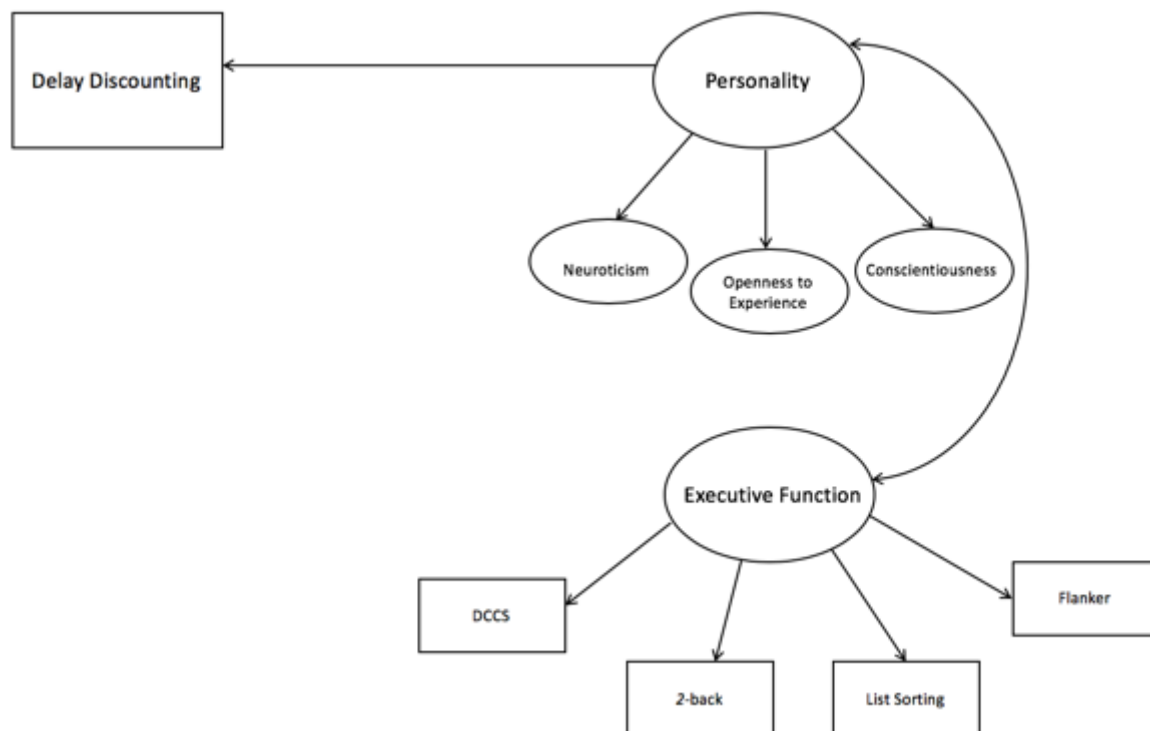 Delay Discounting
Personality
Neuroticism
Openness to
Experience
Conscientiousness
Executive Function
DCCS
2-back
List Sorting
Flanker